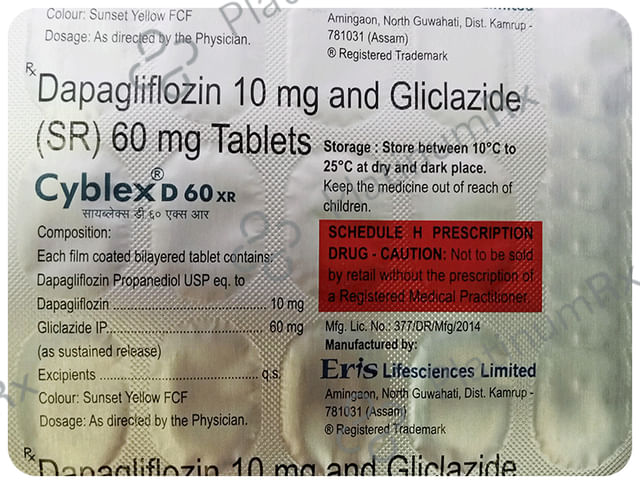 Colour: Sunset Yellow FCF
Dosage: As directed by the Physician.
Limited
Amingaon, North Guwahati, Dist. Kamrup -
781031 (Assam)
® Registered Trademark
Rx
Dapagliflozin 10 mg and Gliclazide
(SR) 60 mg Tablets
Cyblex® D 60 XR
सायब्लेक्स डी ६० एक्स आर
Composition:
Each film coated bilayered tablet contains:
Dapagliflozin Propanediol USP eq. to
Dapagliflozin ........................................ 10 mg
Gliclazide IP........................................ 60 mg
(as sustained release)
Excipients ........................................ q.s.
Colour: Sunset Yellow FCF
Dosage: As directed by the Physician.
Storage : Store between 10°C to
25°C at dry and dark place.
Keep the medicine out of reach of
children.
SCHEDULE H PRESCRIPTION
DRUG - CAUTION: Not to be sold
by retail without the prescription of
a Registered Medical Practitioner.
Mfg. Lic. No.: 377/DR/Mfg/2014
Manufactured by:
Eris Lifesciences Limited
Amingaon, North Guwahati, Dist. Kamrup -
781031 (Assam)
® Registered Trademark
Rx
Dapagliflozin 10 mg and Gliclazide
PlatinumRx